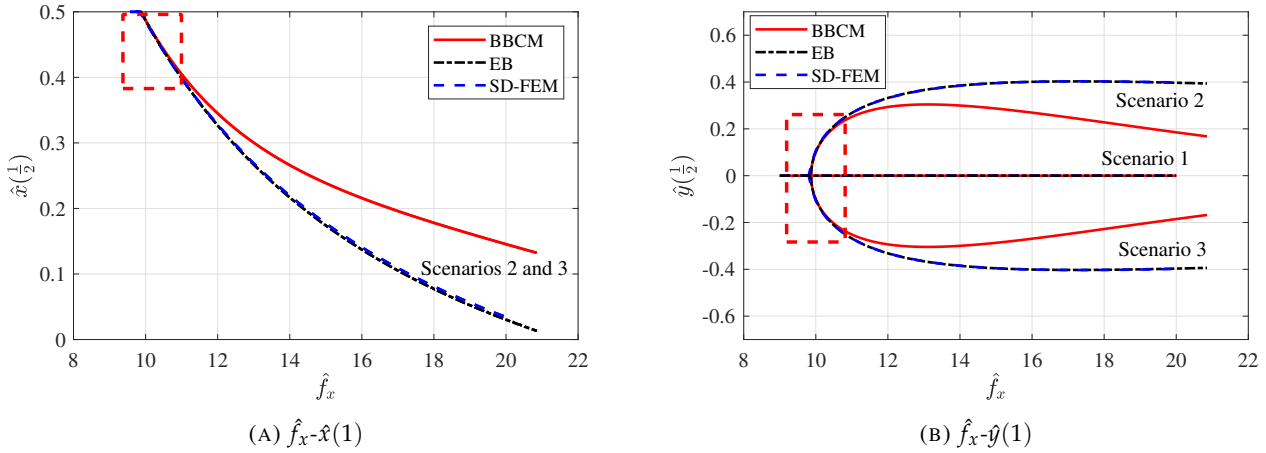 0.5
0.4
0.3
0.2
0.1
0
8 10 12 14 16 18 20 22
x̂(1/2)
f̂x
BBCM
EB
SD-FEM
Scenarios 2 and 3
(A) f̂x-x̂(1)
0.6
0.4
0.2
0
-0.2
-0.4
-0.6
8 10 12 14 16 18 20 22
ŷ(1/2)
f̂x
BBCM
EB
SD-FEM
Scenario 2
Scenario 1
Scenario 3
(B) f̂x-ŷ(1)